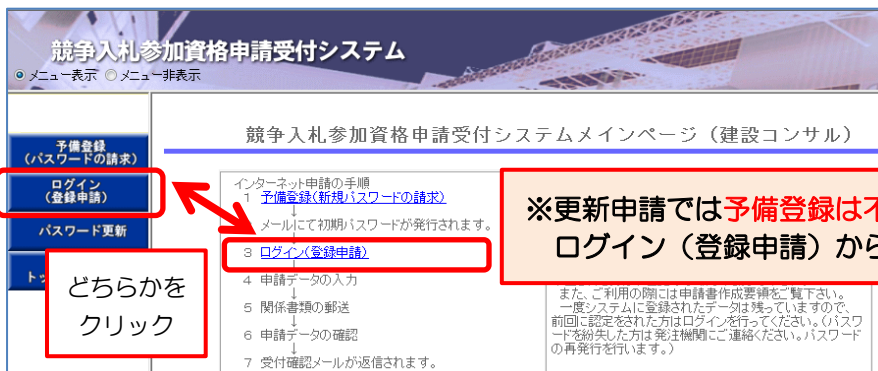 競争入札参加資格申請受付システム
メニュー表示 メニュー非表示
競争入札参加資格申請受付システムメインページ(建設コンサル)
予備登録
(パスワードの請求)
ログイン
(登録申請)
パスワード更新
どちらかを
クリック
インターネット申請の手順
1 予備登録(新規パスワードの請求)
↓
メールにて初期パスワードが発行されます。
3 ログイン(登録申請)
↓
4 申請データの入力
↓
5 関係書類の郵送
↓
6 申請データの確認
↓
7 受付確認メールが返信されます。
※更新申請では予備登録は
ログイン(登録申請)から
また、ご利用の際には申請書作成要領をご覧下さい。
一度システムに登録されたデータは残っていますので、
前回に認定をされた方はログインを行ってください。(パスワ
ードを紛失した方は発注機関にご連絡ください。パスワード
の再発行を行います。)